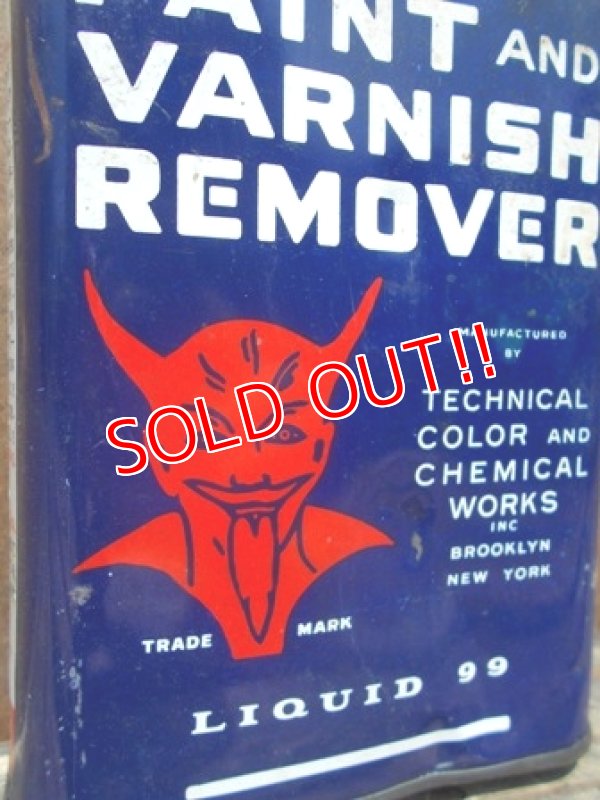 PAINT AND
VARNISH
REMOVER
MANUFACTURED
BY
TECHNICAL
COLOR AND
CHEMICAL
WORKS
INC
BROOKLYN
NEW YORK
SOLD OUT!!
TRADE MARK
LIQUID 99